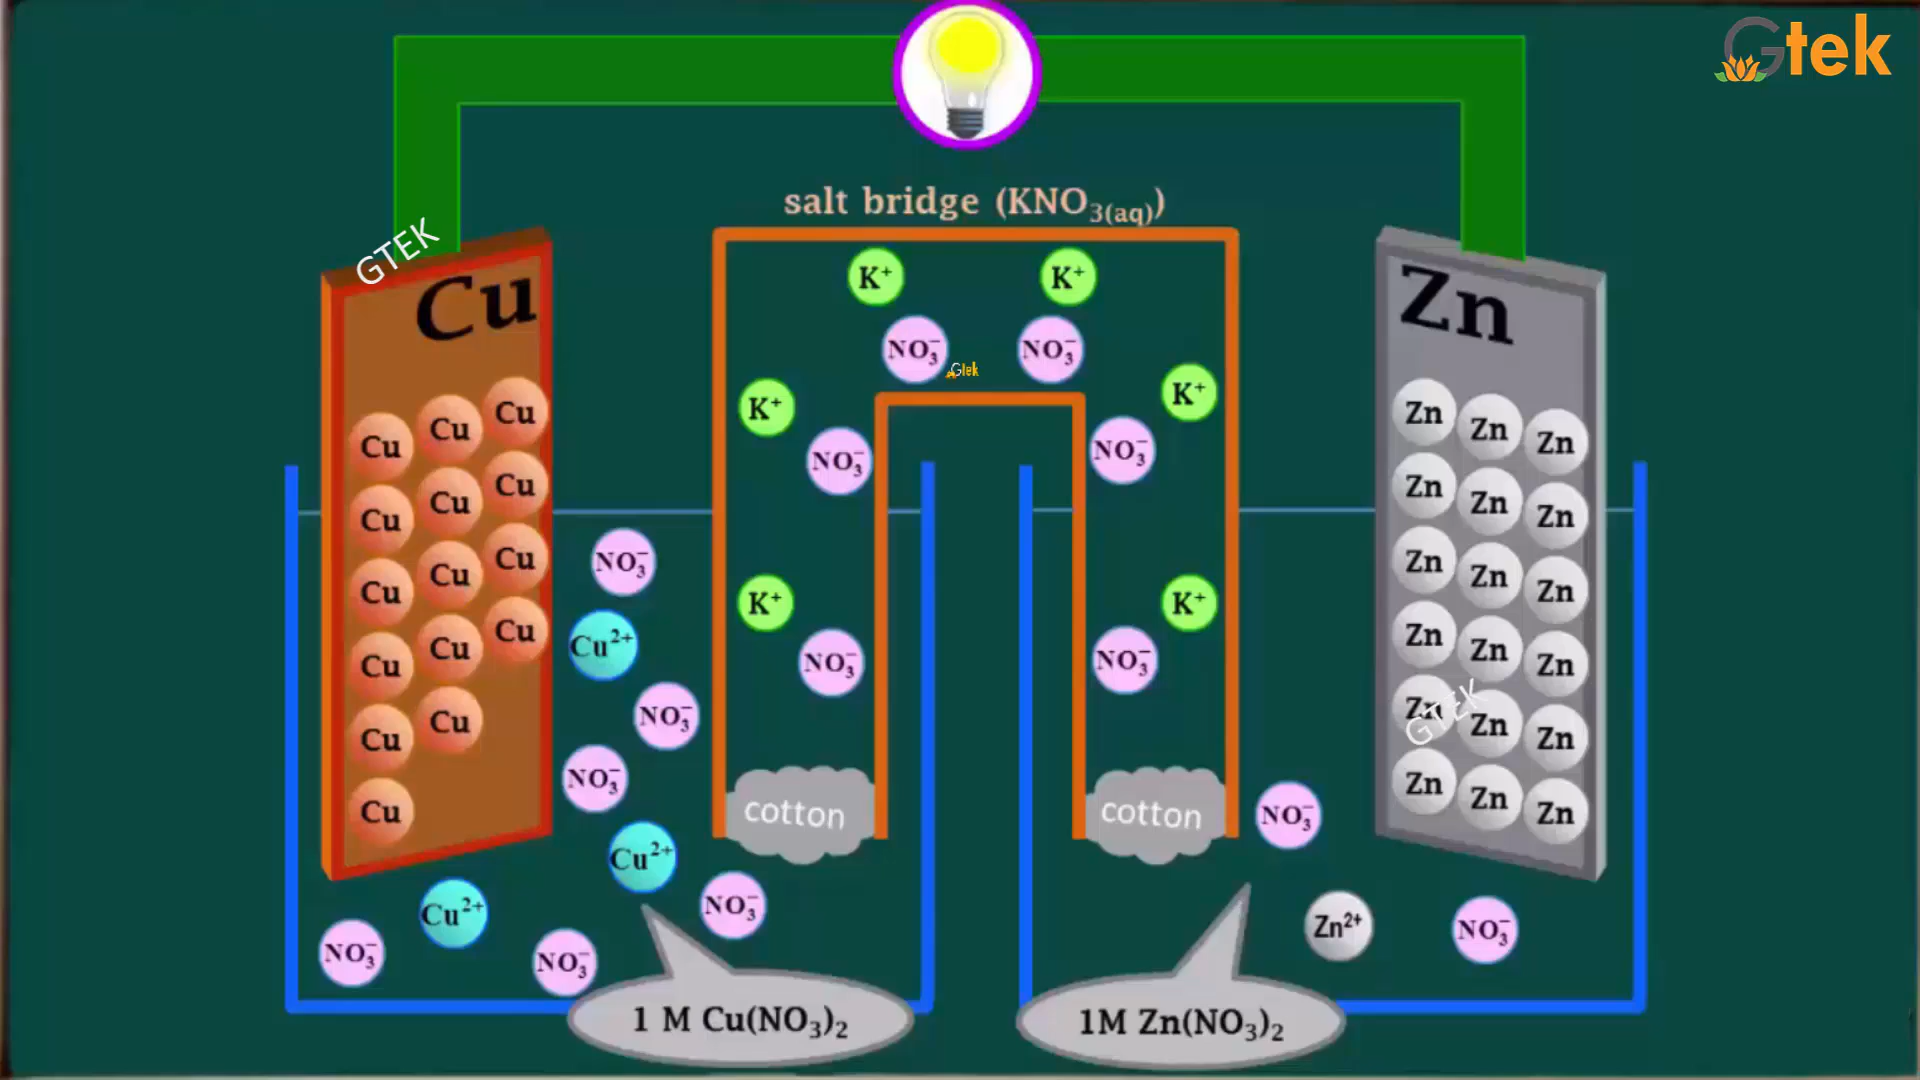 Gtek
salt bridge (KNO3(aq))
GTEK
Cu
Zn
K⁺ K⁺
NO₃⁻ NO₃⁻
Gtek
K⁺ K⁺
NO₃⁻ NO₃⁻
Cu Cu Cu
Cu Cu Cu
Cu Cu Cu
Cu Cu Cu
Cu Cu
Cu
Zn Zn Zn
Zn Zn Zn
Zn Zn Zn
Zn Zn Zn
Zn Zn Zn
GTEK
Zn Zn Zn
NO₃⁻
Cu²⁺
NO₃⁻
NO₃⁻
Cu²⁺
NO₃⁻
Cu²⁺
NO₃⁻
NO₃⁻
K⁺ K⁺
NO₃⁻ NO₃⁻
cotton cotton
NO₃⁻
Zn²⁺ NO₃⁻
1 M Cu(NO₃)₂
1M Zn(NO₃)₂